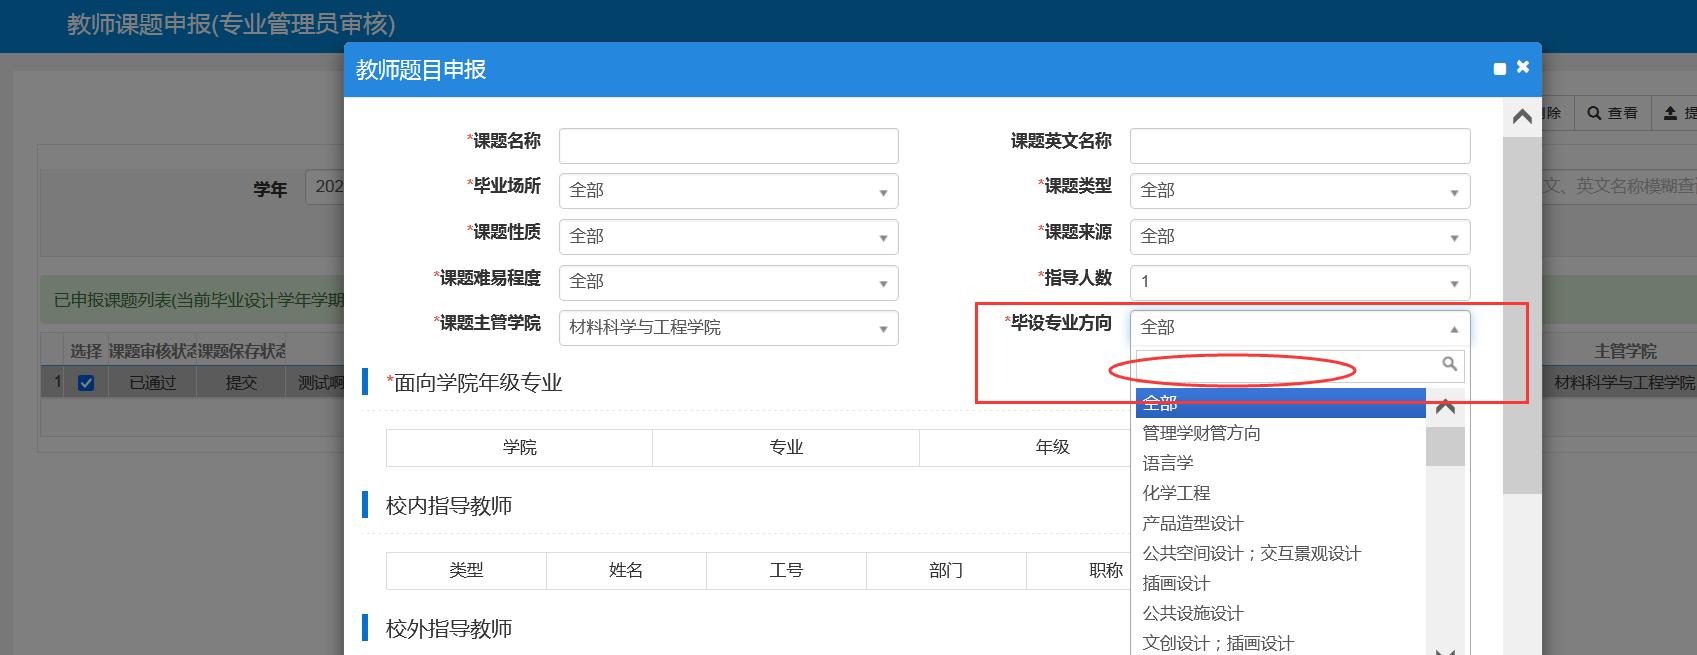 教师课题申报(专业管理员审核)
教师题目申报
除 查看 提
*课题名称
课题英文名称
学年 202
*毕业场所 全部
*课题类型 全部
文、英文名称模糊查
*课题性质 全部
*课题来源 全部
*课题难易程度 全部
*指导人数 1
已申报课题列表(当前毕业设计学年学期
*课题主管学院 材料科学与工程学院
*毕设专业方向 全部
选择 课题审核状态 课题保存状态
主管学院
1 已通过 提交 测试啊
材料科学与工程学院
*面向学院年级专业
学院 专业 年级
校内指导教师
类型 姓名 工号 部门 职称
校外指导教师
全部
管理学财管方向
语言学
化学工程
产品造型设计
公共空间设计；交互景观设计
插画设计
公共设施设计
文创设计；插画设计